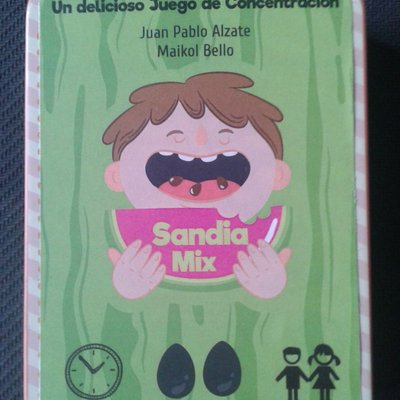 Un delicioso Juego de Concentración
Juan Pablo Alzate
Maikol Bello
Sandia
Mix